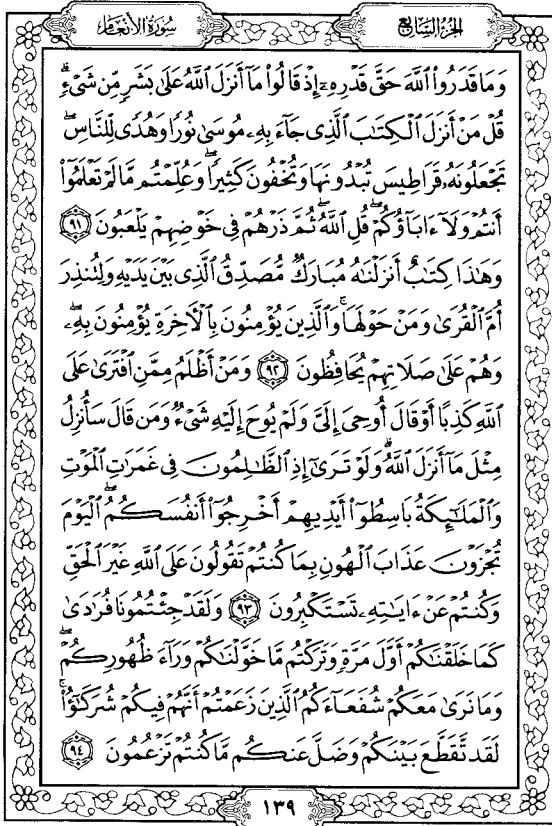 الجزء السابع
سورة الأنعام
وَمَا قَدَرُوا۟ ٱللَّهَ حَقَّ قَدْرِهِۦٓ إِذْ قَالُوا۟ مَآ أَنزَلَ ٱللَّهُ عَلَىٰ بَشَرٍ مِّن شَىْءٍ ۗ
قُلْ مَنْ أَنزَلَ ٱلْكِتَٰبَ ٱلَّذِى جَآءَ بِهِۦ مُوسَىٰ نُورًا وَهُدًى لِّلنَّاسِ ۖ
تَجْعَلُونَهُۥ قَرَاطِيسَ تُبْدُونَهَا وَتُخْفُونَ كَثِيرًا ۖ وَعُلِّمْتُم مَّا لَمْ تَعْلَمُوٓا۟
أَنتُمْ وَلَآ ءَابَآؤُكُمْ ۖ قُلِ ٱللَّهُ ۖ ثُمَّ ذَرْهُمْ فِى خَوْضِهِمْ يَلْعَبُونَ ٩١
وَهَٰذَا كِتَٰبٌ أَنزَلْنَٰهُ مُبَارَكٌ مُّصَدِّقُ ٱلَّذِى بَيْنَ يَدَيْهِ وَلِتُنذِرَ
أُمَّ ٱلْقُرَىٰ وَمَنْ حَوْلَهَا ۚ وَٱلَّذِينَ يُؤْمِنُونَ بِٱلْءَاخِرَةِ يُؤْمِنُونَ بِهِۦ ۖ
وَهُمْ عَلَىٰ صَلَاتِهِمْ يُحَافِظُونَ ٩٢ وَمَنْ أَظْلَمُ مِمَّنِ ٱفْتَرَىٰ عَلَى
ٱللَّهِ كَذِبًا أَوْ قَالَ أُوحِىَ إِلَىَّ وَلَمْ يُوحَ إِلَيْهِ شَىْءٌ وَمَن قَالَ سَأُنزِلُ
مِثْلَ مَآ أَنزَلَ ٱللَّهُ ۗ وَلَوْ تَرَىٰٓ إِذِ ٱلظَّٰلِمُونَ فِى غَمَرَٰتِ ٱلْمَوْتِ
وَٱلْمَلَٰٓئِكَةُ بَاسِطُوٓا۟ أَيْدِيهِمْ أَخْرِجُوٓا۟ أَنفُسَكُمُ ۖ ٱلْيَوْمَ
تُجْزَوْنَ عَذَابَ ٱلْهُونِ بِمَا كُنتُمْ تَقُولُونَ عَلَى ٱللَّهِ غَيْرَ ٱلْحَقِّ
وَكُنتُمْ عَنْ ءَايَٰتِهِۦ تَسْتَكْبِرُونَ ٩٣ وَلَقَدْ جِئْتُمُونَا فُرَٰدَىٰ
كَمَا خَلَقْنَٰكُمْ أَوَّلَ مَرَّةٍ وَتَرَكْتُم مَّا خَوَّلْنَٰكُمْ وَرَآءَ ظُهُورِكُمْ ۖ
وَمَا نَرَىٰ مَعَكُمْ شُفَعَآءَكُمُ ٱلَّذِينَ زَعَمْتُمْ أَنَّهُمْ فِيكُمْ شُرَكَٰٓؤُا۟ ۚ
لَقَد تَّقَطَّعَ بَيْنَكُمْ وَضَلَّ عَنكُم مَّا كُنتُمْ تَزْعُمُونَ ٩٤
١٣٩